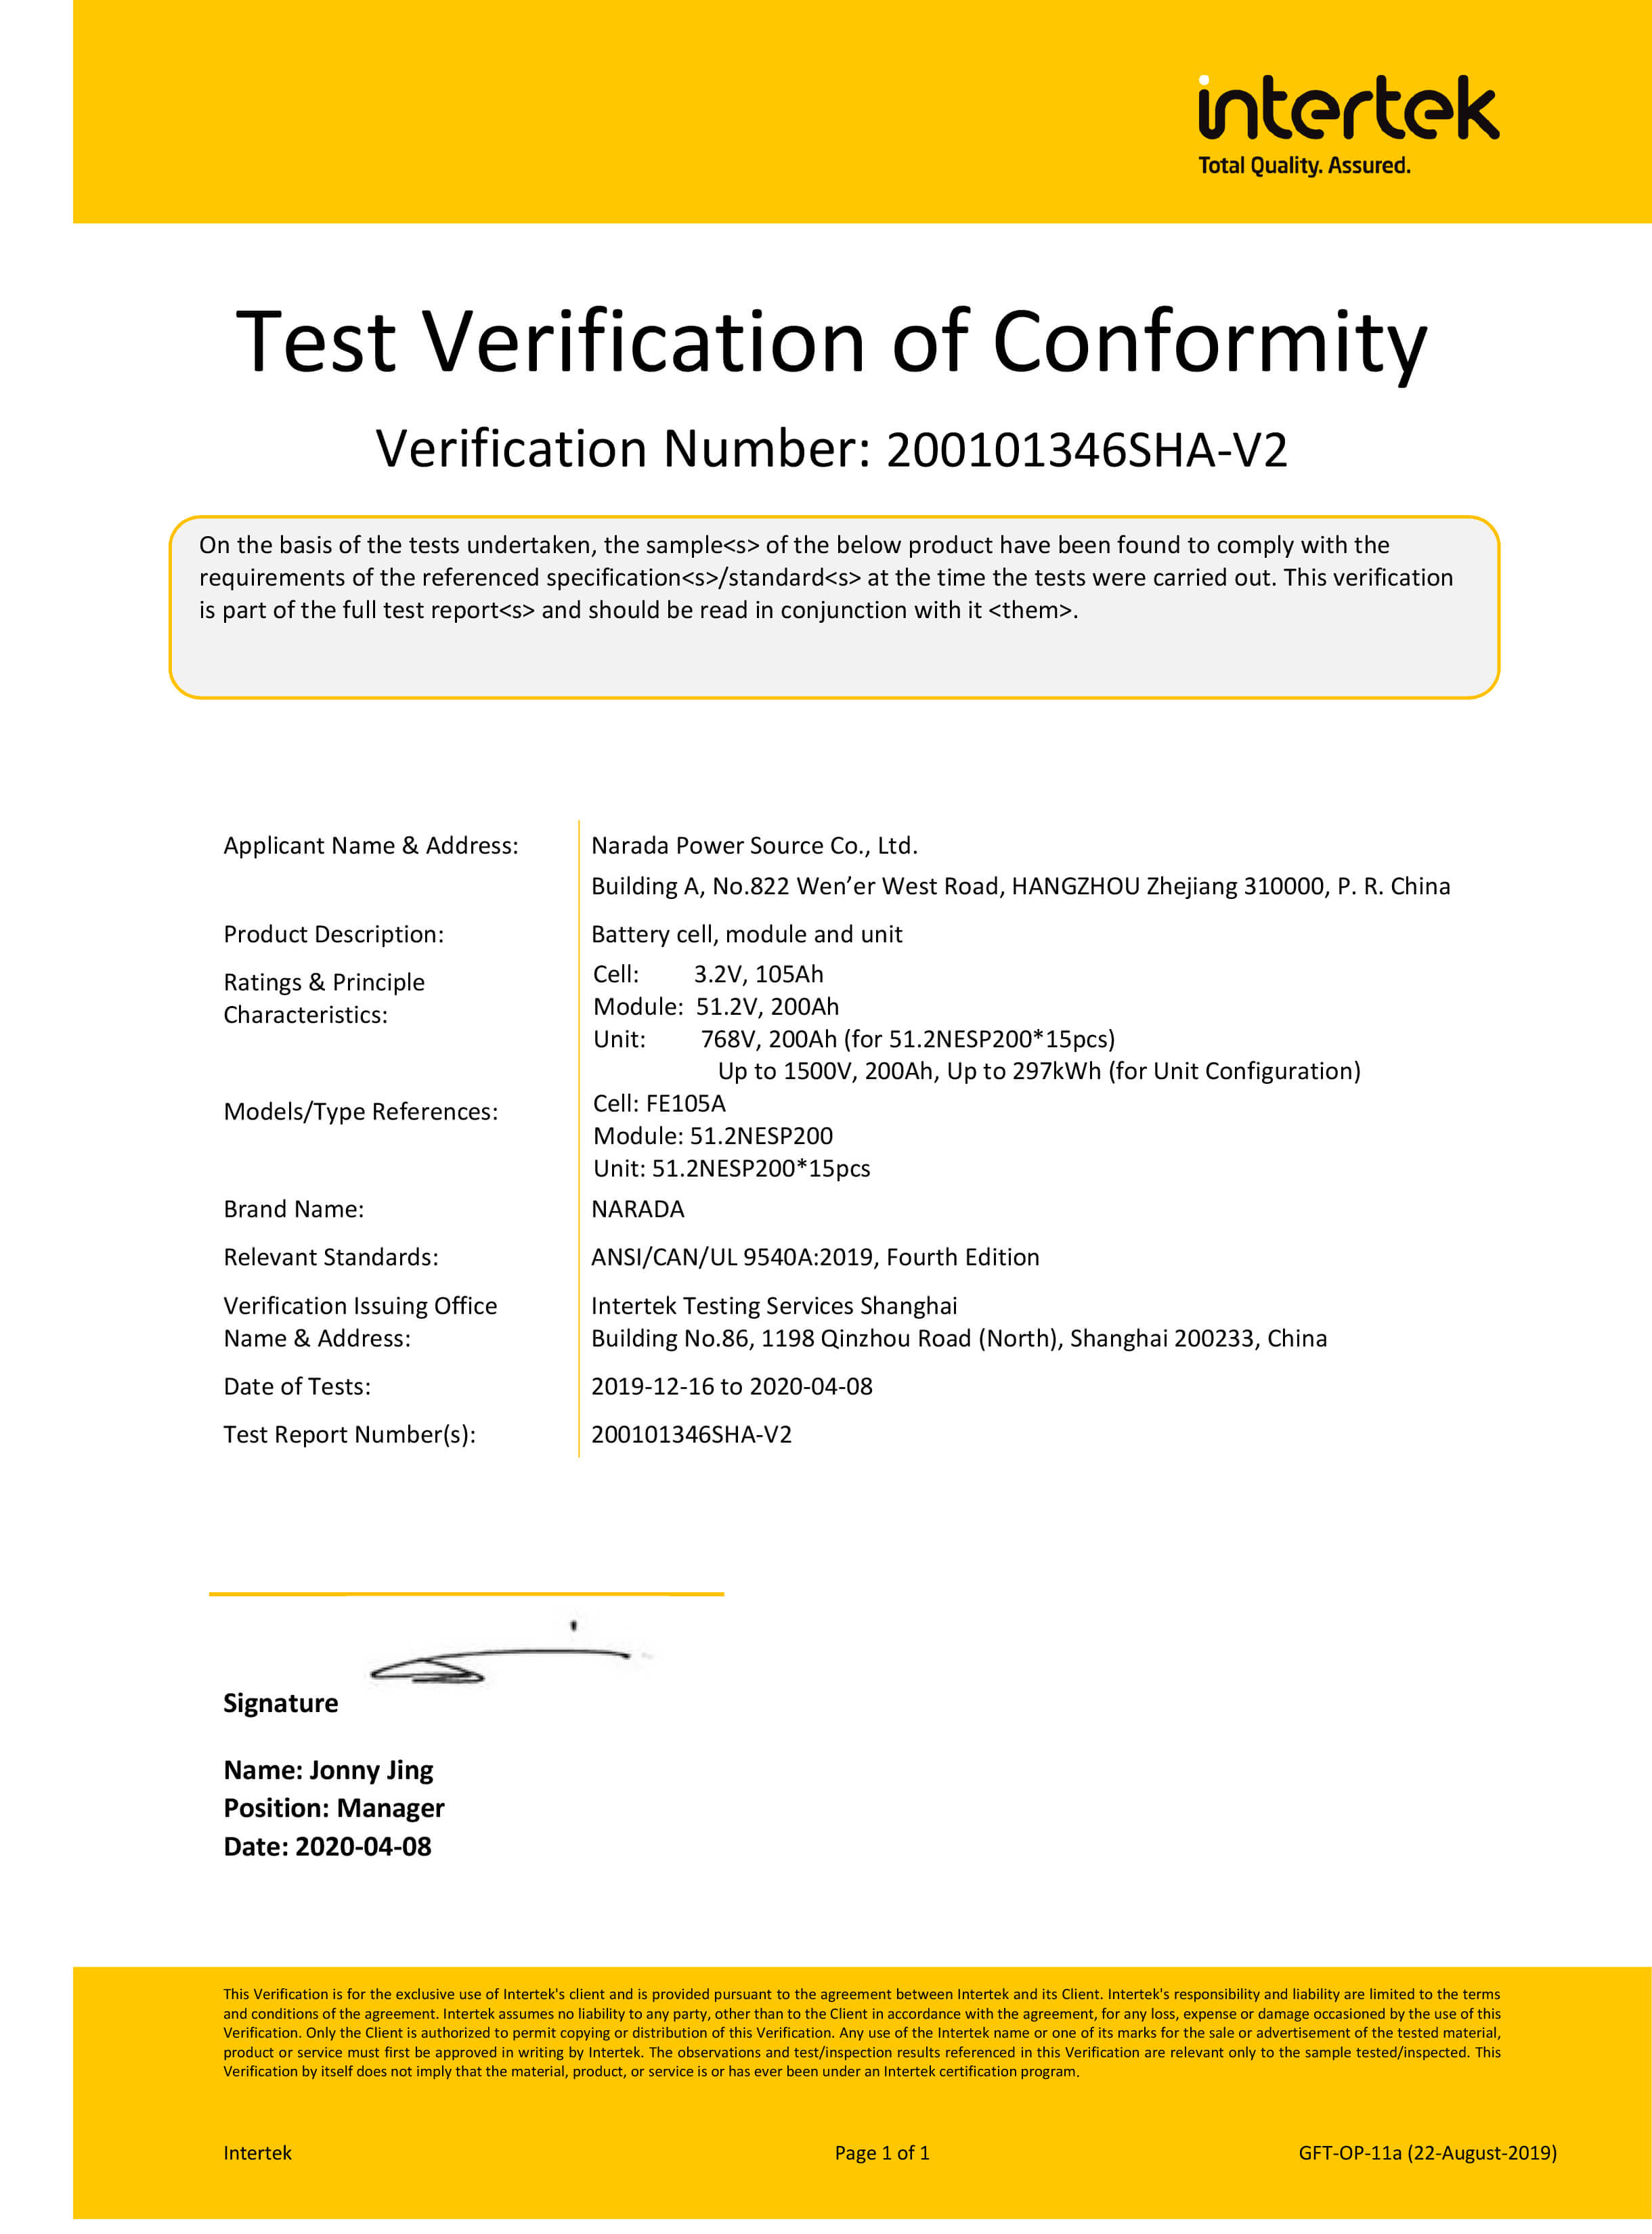 intertek
Total Quality. Assured.
Test Verification of Conformity
Verification Number: 200101346SHA-V2
On the basis of the tests undertaken, the sample<s> of the below product have been found to comply with the
requirements of the referenced specification<s>/standard<s> at the time the tests were carried out. This verification
is part of the full test report<s> and should be read in conjunction with it <them>.
Applicant Name & Address: Narada Power Source Co., Ltd.
Building A, No.822 Wen’er West Road, HANGZHOU Zhejiang 310000, P. R. China
Product Description: Battery cell, module and unit
Ratings & Principle
Characteristics:
Cell: 3.2V, 105Ah
Module: 51.2V, 200Ah
Unit: 768V, 200Ah (for 51.2NESP200*15pcs)
Up to 1500V, 200Ah, Up to 297kWh (for Unit Configuration)
Models/Type References: Cell: FE105A
Module: 51.2NESP200
Unit: 51.2NESP200*15pcs
Brand Name: NARADA
Relevant Standards: ANSI/CAN/UL 9540A:2019, Fourth Edition
Verification Issuing Office
Name & Address:
Intertek Testing Services Shanghai
Building No.86, 1198 Qinzhou Road (North), Shanghai 200233, China
Date of Tests: 2019-12-16 to 2020-04-08
Test Report Number(s): 200101346SHA-V2
Signature
Name: Jonny Jing
Position: Manager
Date: 2020-04-08
This Verification is for the exclusive use of Intertek's client and is provided pursuant to the agreement between Intertek and its Client. Intertek's responsibility and liability are limited to the terms
and conditions of the agreement. Intertek assumes no liability to any party, other than to the Client in accordance with the agreement, for any loss, expense or damage occasioned by the use of this
Verification. Only the Client is authorized to permit copying or distribution of this Verification. Any use of the Intertek name or one of its marks for the sale or advertisement of the tested material,
product or service must first be approved in writing by Intertek. The observations and test/inspection results referenced in this Verification are relevant only to the sample tested/inspected. This
Verification by itself does not imply that the material, product, or service is or has ever been under an Intertek certification program.
Intertek Page 1 of 1 GFT-OP-11a (22-August-2019)